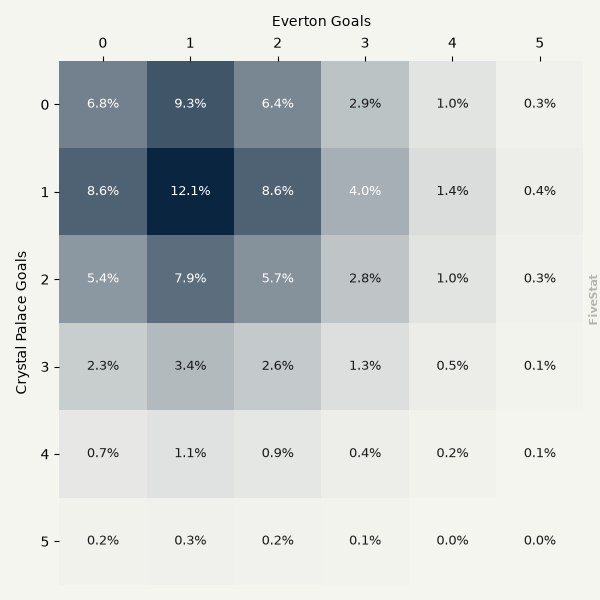 Everton Goals
0 1 2 3 4 5
0 6.8% 9.3% 6.4% 2.9% 1.0% 0.3%
1 8.6% 12.1% 8.6% 4.0% 1.4% 0.4%
2 5.4% 7.9% 5.7% 2.8% 1.0% 0.3%
3 2.3% 3.4% 2.6% 1.3% 0.5% 0.1%
4 0.7% 1.1% 0.9% 0.4% 0.2% 0.1%
5 0.2% 0.3% 0.2% 0.1% 0.0% 0.0%
Crystal Palace Goals
FiveStat